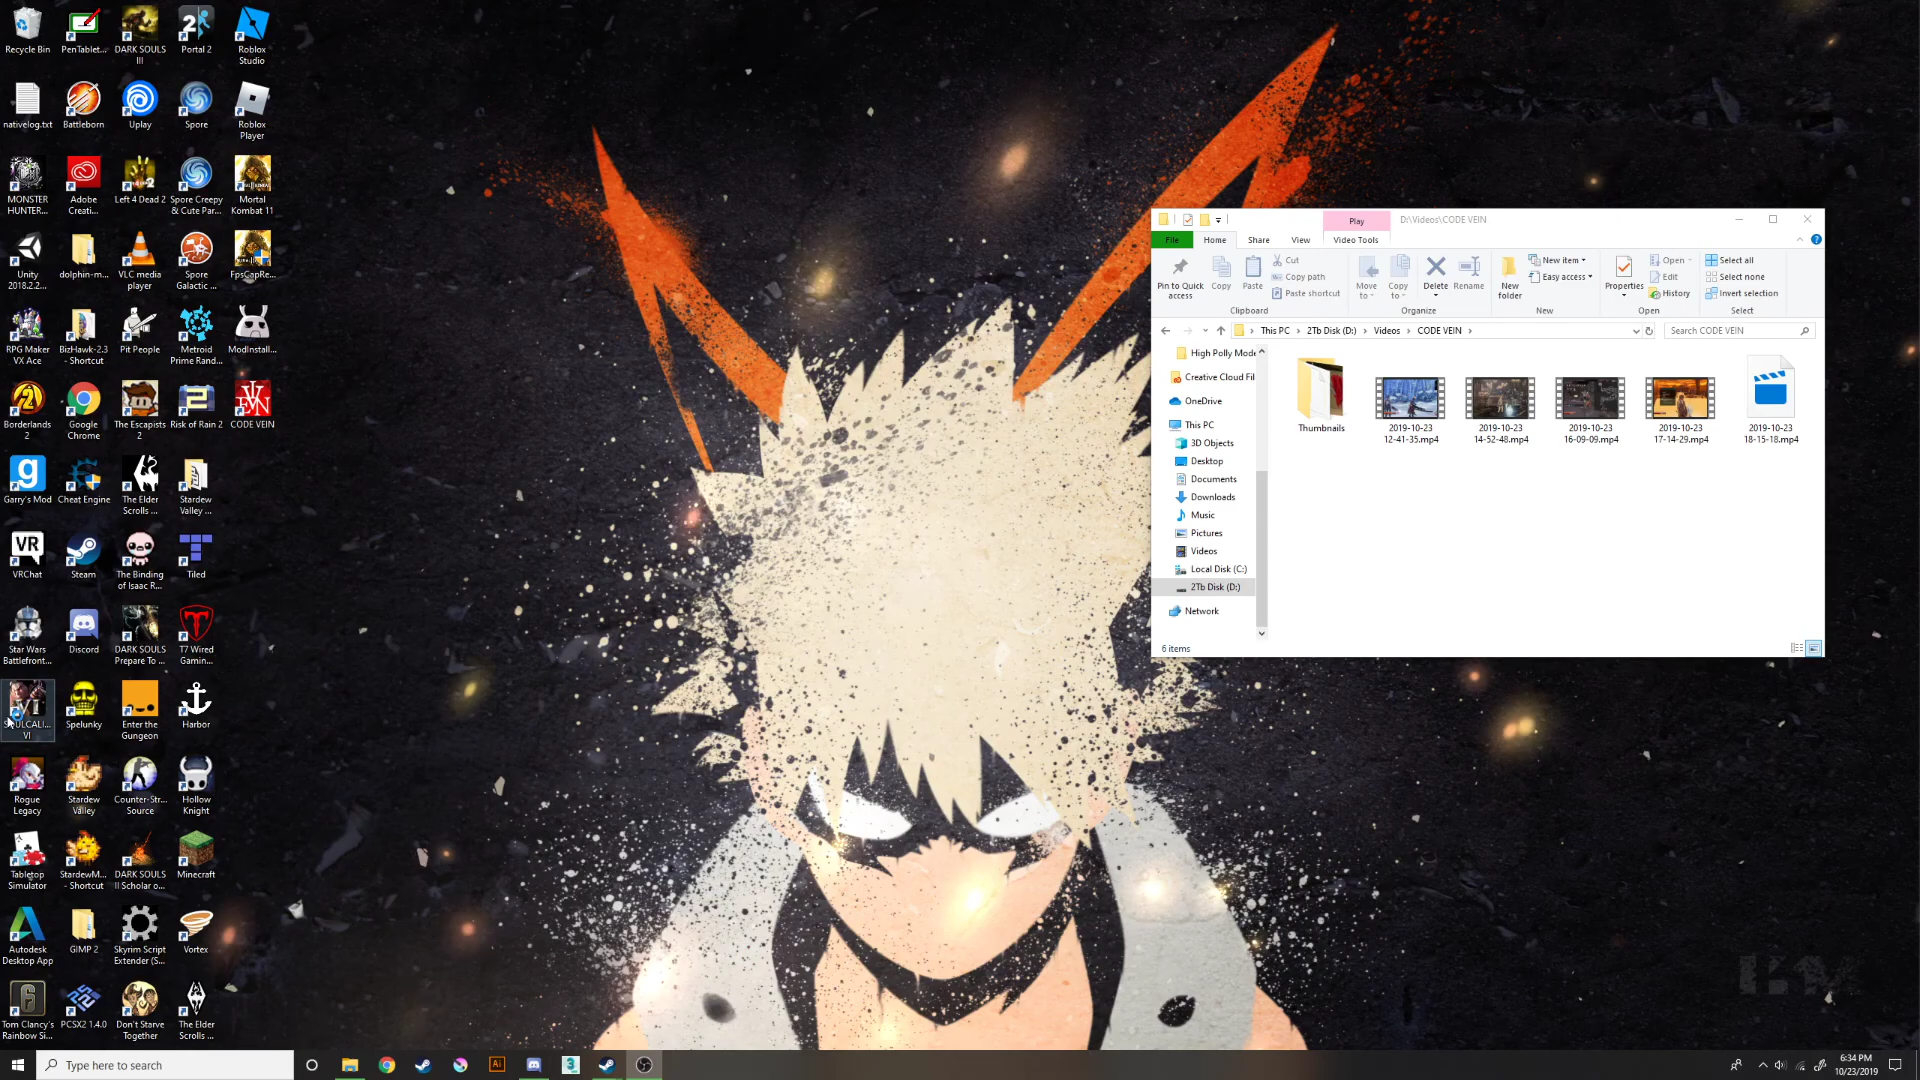 Recycle Bin
PenTablet...
DARK SOULS
III
Portal 2
Roblox
Studio
nativelog.txt
Battleborn
Uplay
Spore
Roblox
Player
MONSTER
HUNTER...
Adobe
Creati...
Left 4 Dead 2
Spore Creepy
& Cute Par...
Mortal
Kombat 11
Unity
2018.2.2...
dolphin-m...
VLC media
player
Spore
Galactic ...
FpsCapRe...
RPG Maker
VX Ace
BizHawk-2.3
- Shortcut
Pit People
Metroid
Prime Rand...
ModInstall...
Borderlands
2
Google
Chrome
The Escapists
2
Risk of Rain 2
CODE VEIN
Garry's Mod
Cheat Engine
The Elder
Scrolls ...
Stardew
Valley ...
VR
VRChat
Steam
The Binding
of Isaac R...
Tiled
Star Wars
Battlefront...
Discord
DARK SOULS
Prepare To ...
T7 Wired
Gamin...
SOULCALI...
VI
Spelunky
Enter the
Gungeon
Harbor
Rogue
Legacy
Stardew
Valley
Counter-Str...
Source
Hollow
Knight
Tabletop
Simulator
StardewM...
- Shortcut
DARK SOULS
II Scholar o...
Minecraft
Autodesk
Desktop App
GIMP 2
Skyrim Script
Extender (S...
Vortex
Tom Clancy's
Rainbow Si...
PCSX2 1.4.0
Don't Starve
Together
The Elder
Scrolls ...
Play
D:\Videos\CODE VEIN
File
Home
Share
View
Video Tools
Pin to Quick
access
Copy
Paste
Cut
Copy path
Paste shortcut
Move
to
Copy
to
Delete
Rename
New
folder
New item
Easy access
Properties
Open
Edit
History
Select all
Select none
Invert selection
Clipboard
Organize
New
Open
Select
This PC
2Tb Disk (D:)
Videos
CODE VEIN
Search CODE VEIN
High Polly Mode
Creative Cloud Fil
OneDrive
This PC
3D Objects
Desktop
Documents
Downloads
Music
Pictures
Videos
Local Disk (C:)
2Tb Disk (D:)
Network
Thumbnails
2019-10-23
12-41-35.mp4
2019-10-23
14-52-48.mp4
2019-10-23
16-09-09.mp4
2019-10-23
17-14-29.mp4
2019-10-23
18-15-18.mp4
6 items
Type here to search
Ai
6:34 PM
10/23/2019